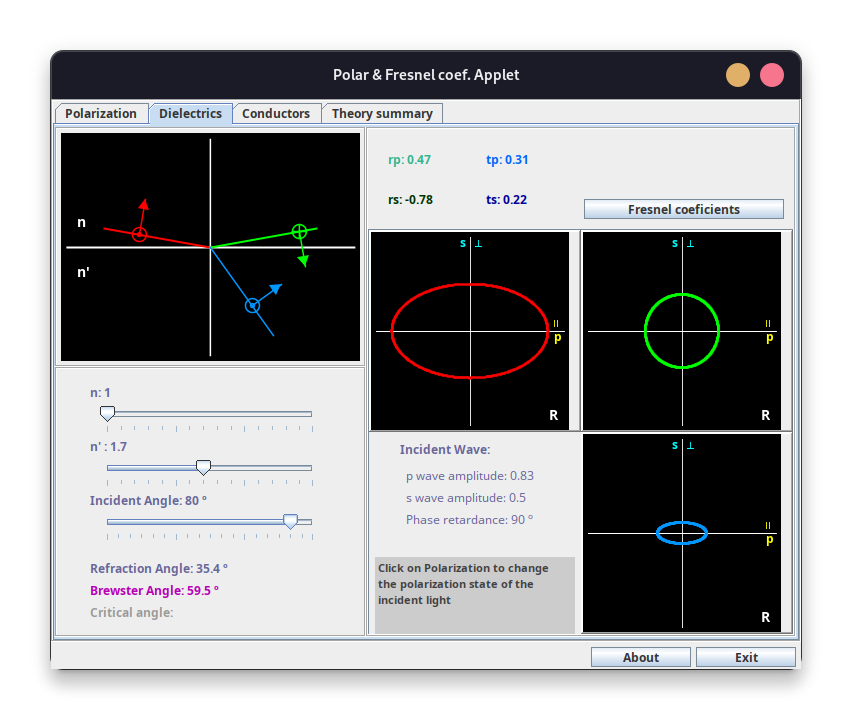 Polar & Fresnel coef. Applet
Polarization
Dielectrics
Conductors
Theory summary
n
n'
rp: 0.47
tp: 0.31
rs: -0.78
ts: 0.22
Fresnel coeficients
s ⊥
=
p
R
s ⊥
=
p
R
n: 1
n' : 1.7
Incident Angle: 80 º
Refraction Angle: 35.4 º
Brewster Angle: 59.5 º
Critical angle:
Incident Wave:
p wave amplitude: 0.83
s wave amplitude: 0.5
Phase retardance: 90 º
Click on Polarization to change
the polarization state of the
incident light
s ⊥
=
p
R
About
Exit